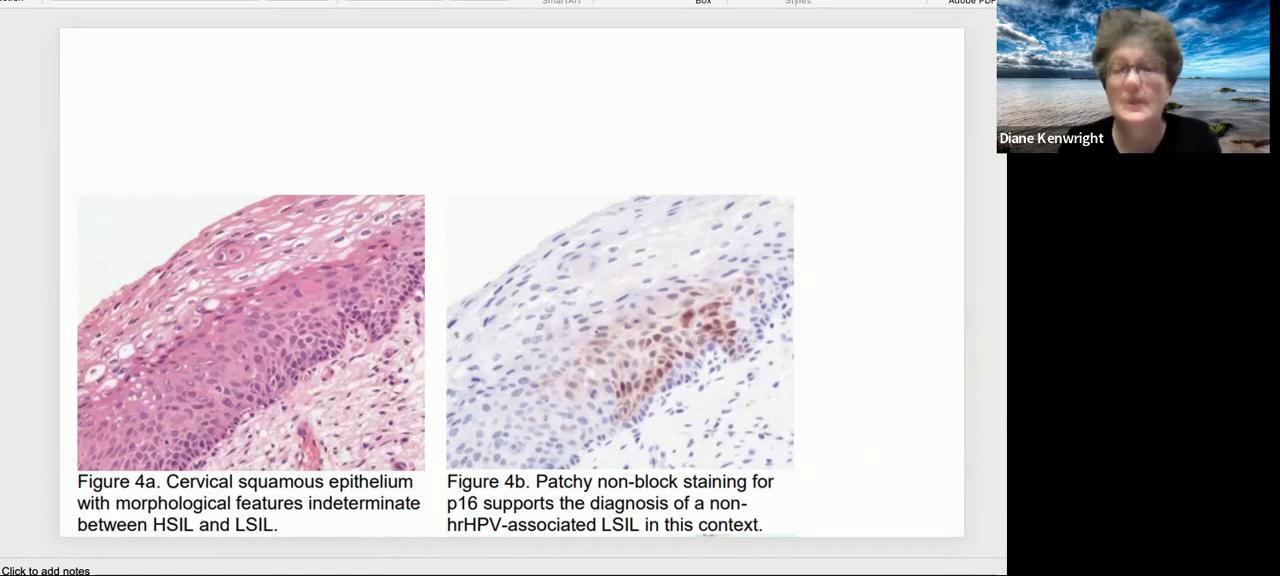 SmartArt
Box
Styles
Adobe PDF
Diane Kenwright
Figure 4a. Cervical squamous epithelium
with morphological features indeterminate
between HSIL and LSIL.
Figure 4b. Patchy non-block staining for
p16 supports the diagnosis of a non-
hrHPV-associated LSIL in this context.
Click to add notes